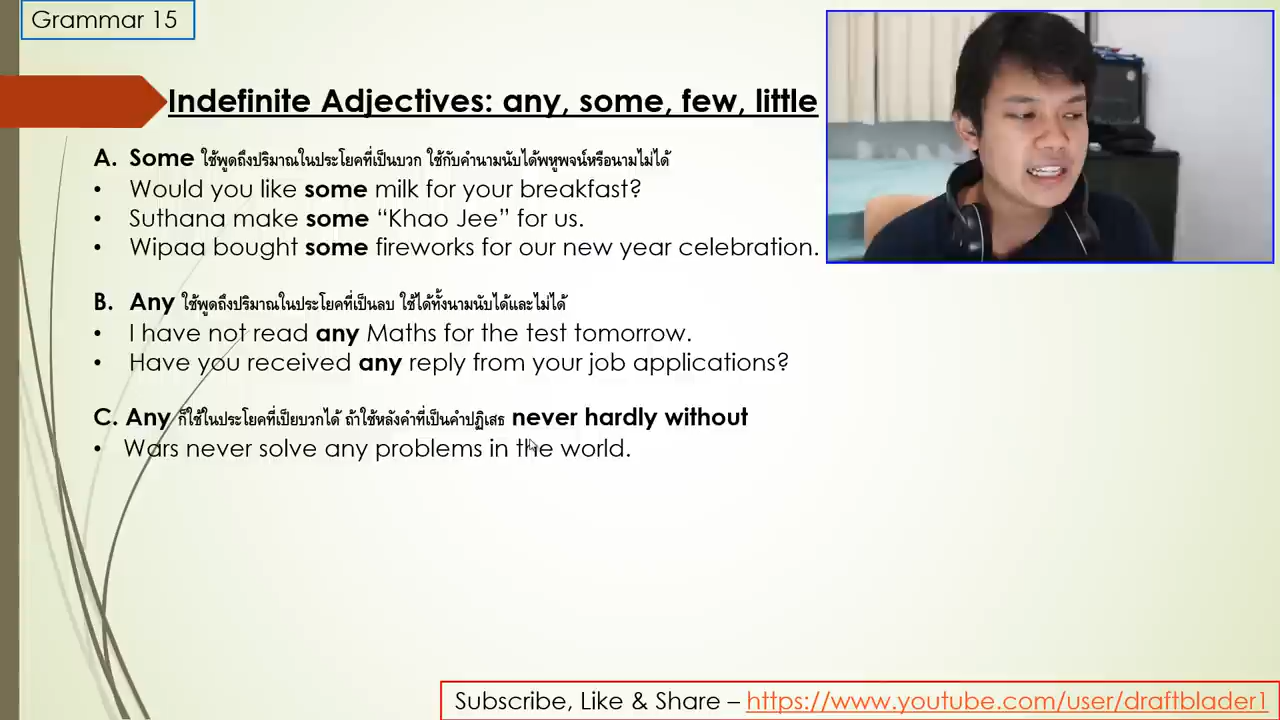 Grammar 15
Indefinite Adjectives: any, some, few, little
A. Some ใช้พูดถึงปริมาณในประโยคที่เป็นบวก ใช้กับคำนามนับได้พหูพจน์หรือนามไม่ได้
• Would you like some milk for your breakfast?
• Suthana make some “Khao Jee” for us.
• Wipaa bought some fireworks for our new year celebration.
B. Any ใช้พูดถึงปริมาณในประโยคที่เป็นลบ ใช้ได้ทั้งนามนับได้และไม่ได้
• I have not read any Maths for the test tomorrow.
• Have you received any reply from your job applications?
C. Any ก็ใช้ในประโยคที่เปียบวกได้ ถ้าใช้หลังคำที่เป็นคำปฏิเสธ never hardly without
• Wars never solve any problems in the world.
Subscribe, Like & Share – https://www.youtube.com/user/draftblader1